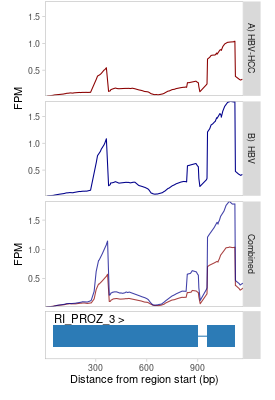 1.5
1.0
0.5
FPM
A) HBV-HCC
1.5
1.0
0.5
B) HBV
1.5
1.0
0.5
FPM
Combined
RI_PROZ_3 >
300 600 900
Distance from region start (bp)